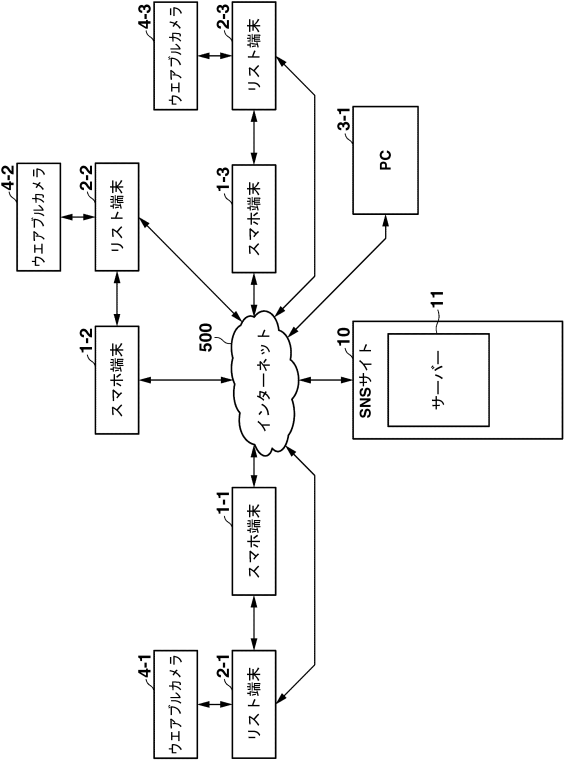 4-1
ウエアブルカメラ
2-1
リスト端末
1-1
スマホ端末
1-2
スマホ端末
4-2
ウエアブルカメラ
2-2
リスト端末
4-3
ウエアブルカメラ
2-3
リスト端末
1-3
スマホ端末
500
インターネット
3-1
PC
10
SNSサイト
11
サーバー